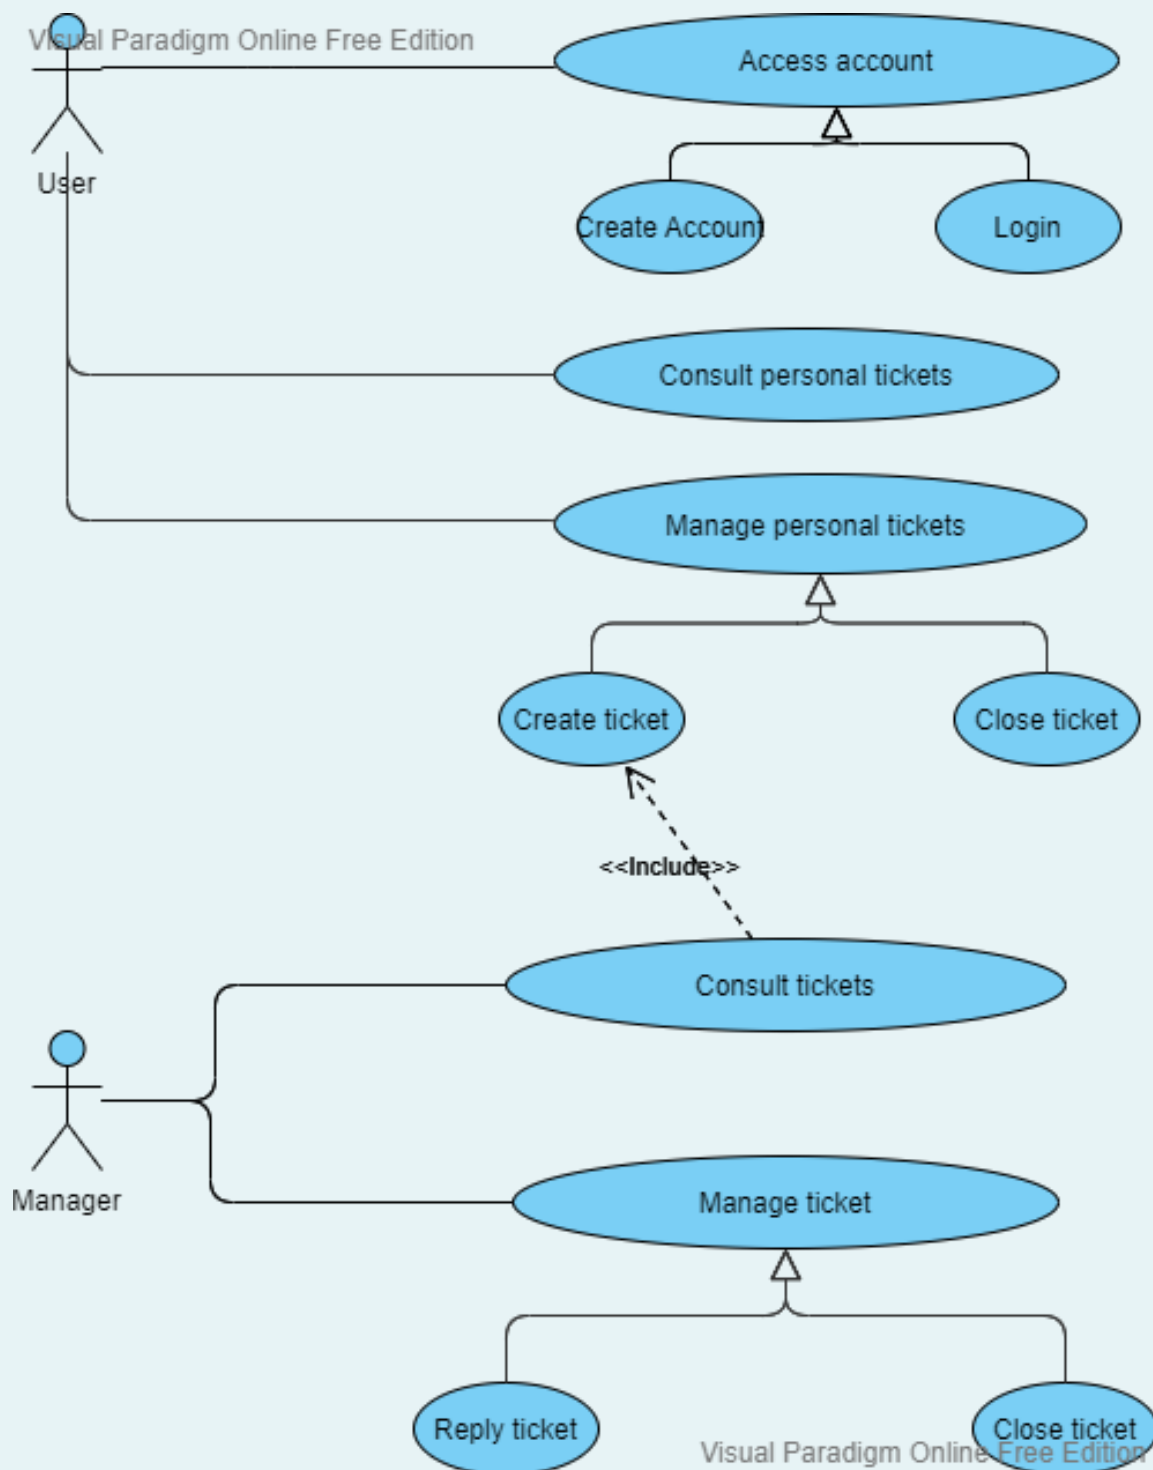 Visual Paradigm Online Free Edition
Access account
User
Create Account
Login
Consult personal tickets
Manage personal tickets
Create ticket
Close ticket
<<Include>>
Consult tickets
Manager
Manage ticket
Reply ticket
Close ticket
Visual Paradigm Online Free Edition